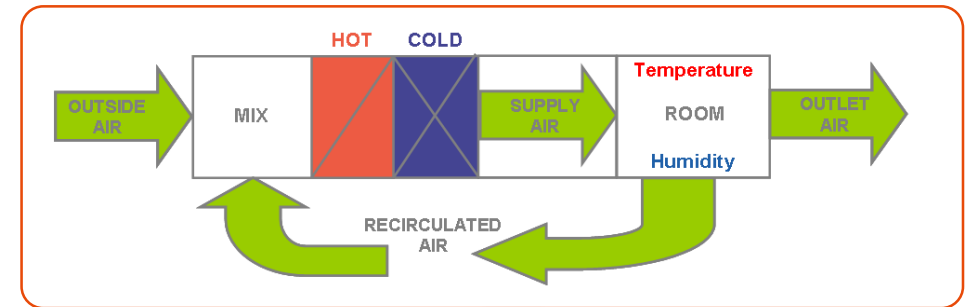 HOT
COLD
OUTSIDE
AIR
MIX
SUPPLY
AIR
Temperature
ROOM
Humidity
OUTLET
AIR
RECIRCULATED
AIR